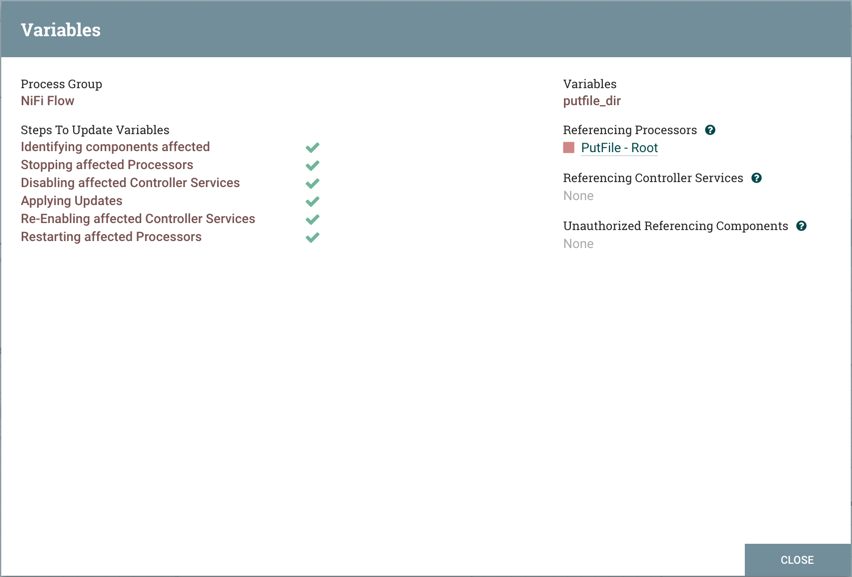 Variables
Process Group
NiFi Flow
Steps To Update Variables
Identifying components affected
Stopping affected Processors
Disabling affected Controller Services
Applying Updates
Re-Enabling affected Controller Services
Restarting affected Processors
Variables
putfile_dir
Referencing Processors ?
PutFile - Root
Referencing Controller Services ?
None
Unauthorized Referencing Components ?
None
CLOSE